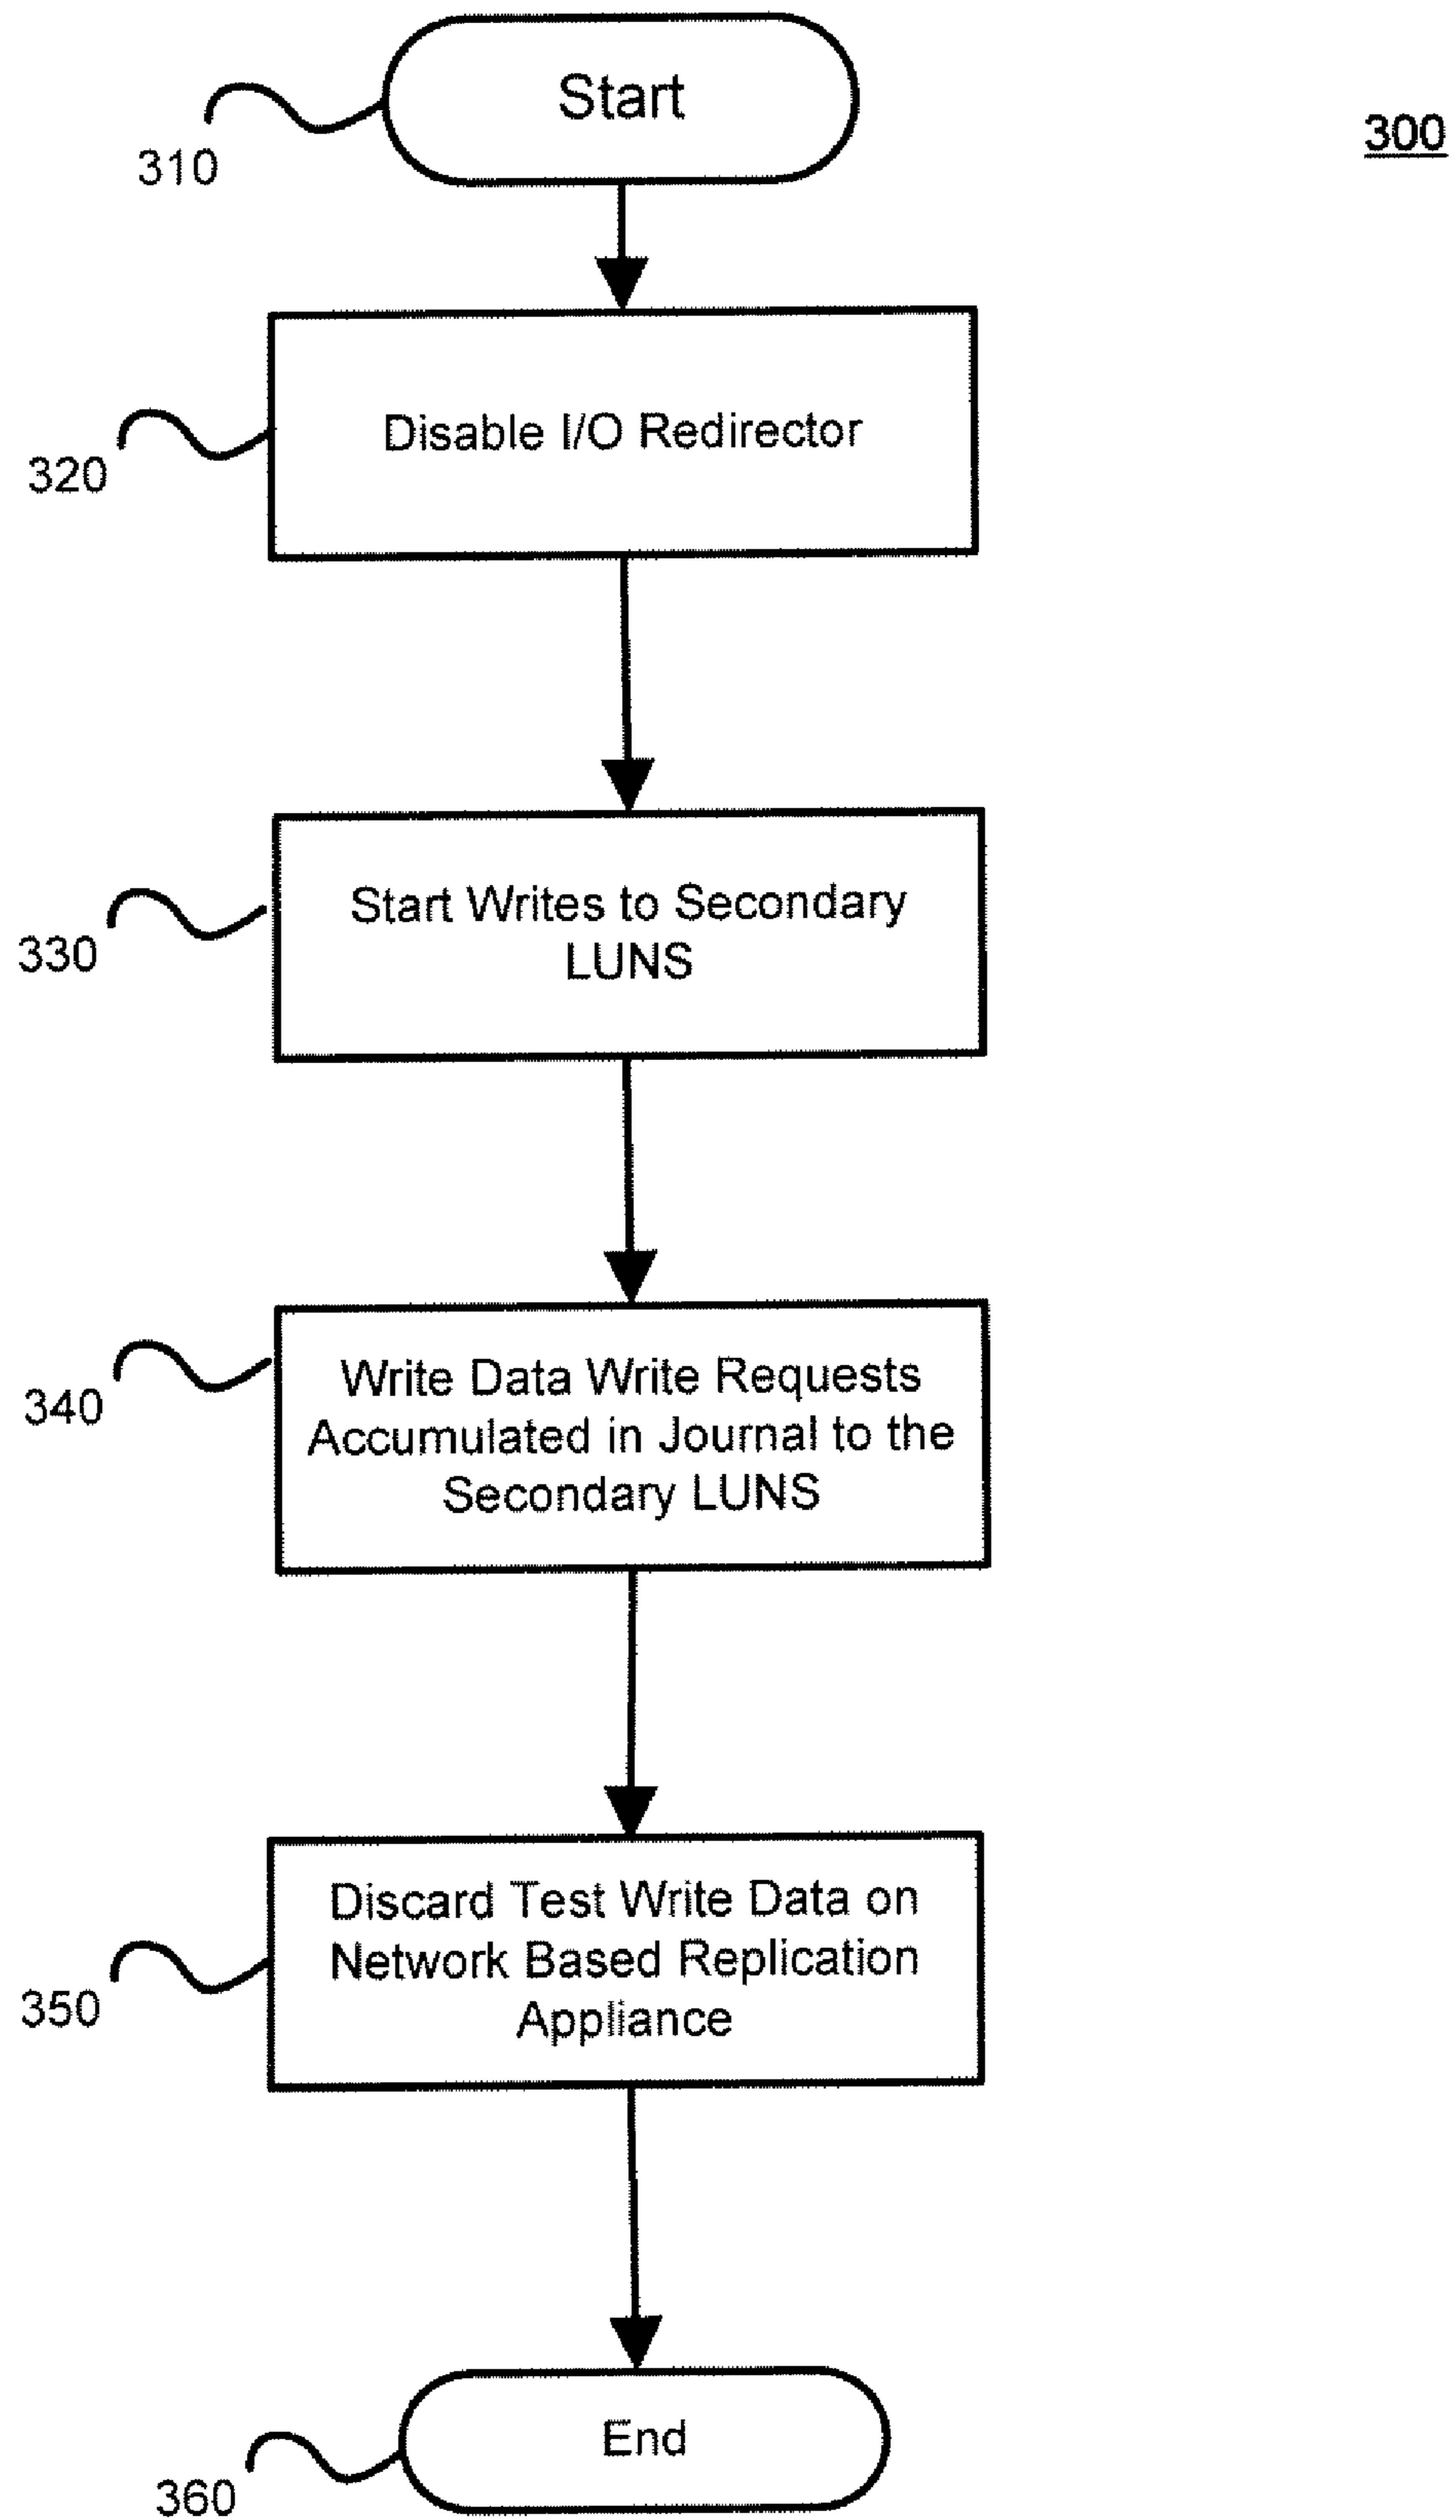 Start
310
300
Disable I/O Redirector
320
Start Writes to Secondary
LUNS
330
Write Data Write Requests
Accumulated in Journal to the
Secondary LUNS
340
Discard Test Write Data on
Network Based Replication
Appliance
350
End
360